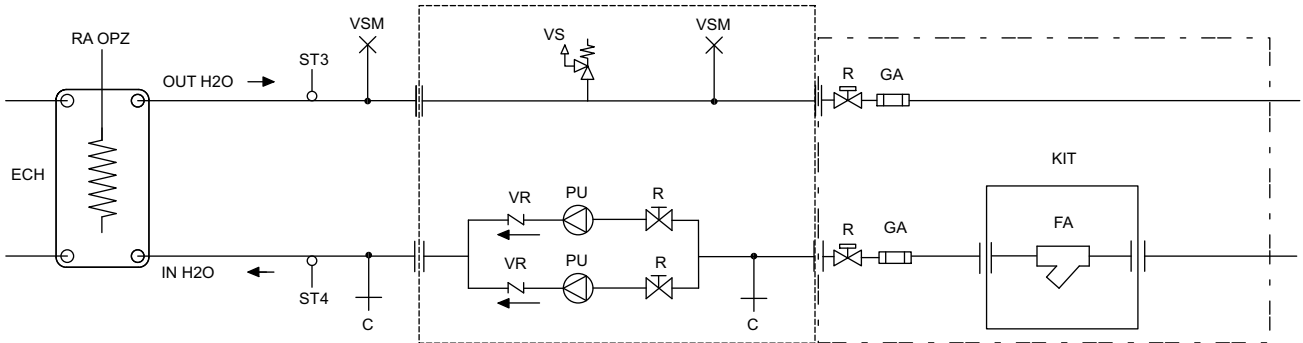 VSM
VS
VSM
RA OPZ
ST3
OUT H2O
R
GA
KIT
ECH
VR
PU
R
R
GA
FA
VR
PU
R
IN H2O
ST4
C
C